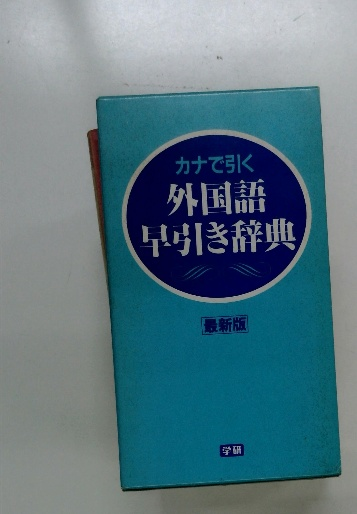 カナで引く
外国語
早引き辞典
最新版
学研